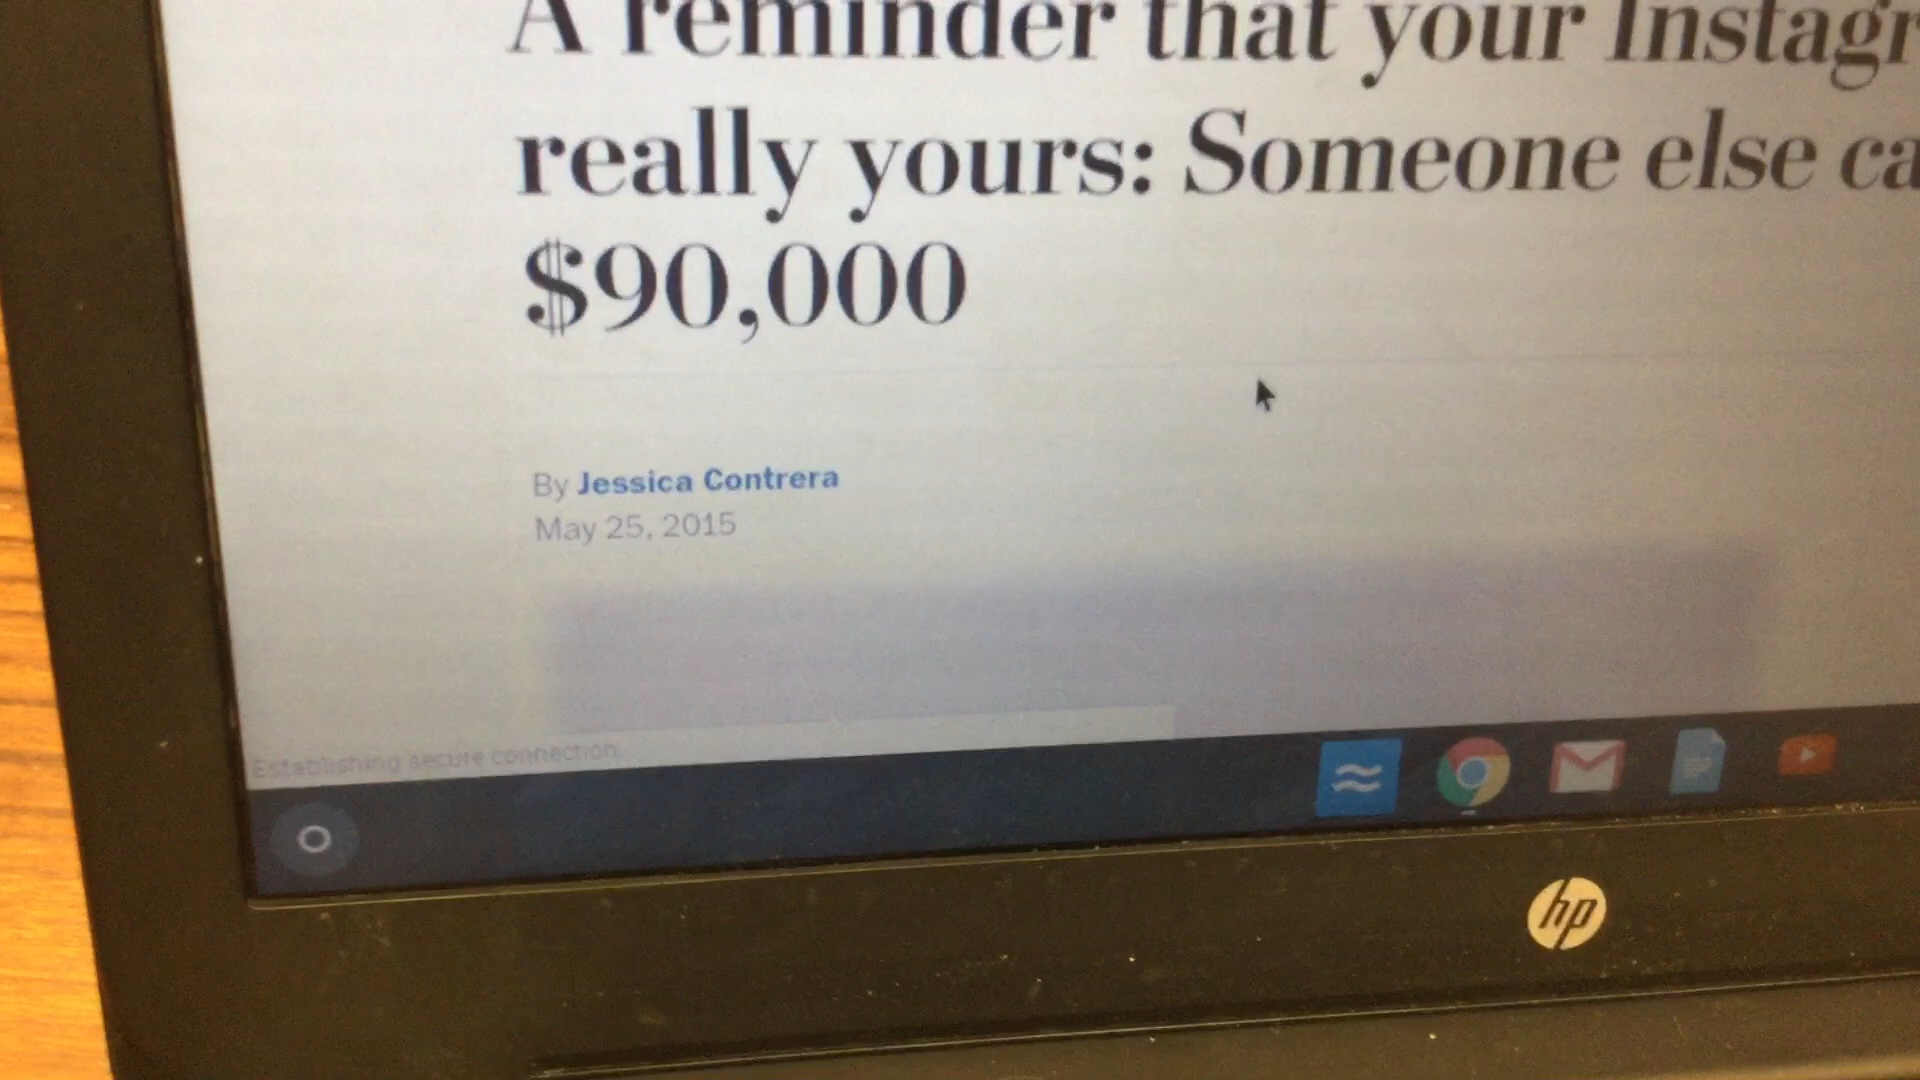 A reminder that your Instagr
really yours: Someone else ca
$90,000
By Jessica Contrera
May 25, 2015
Establishing secure connection
hp